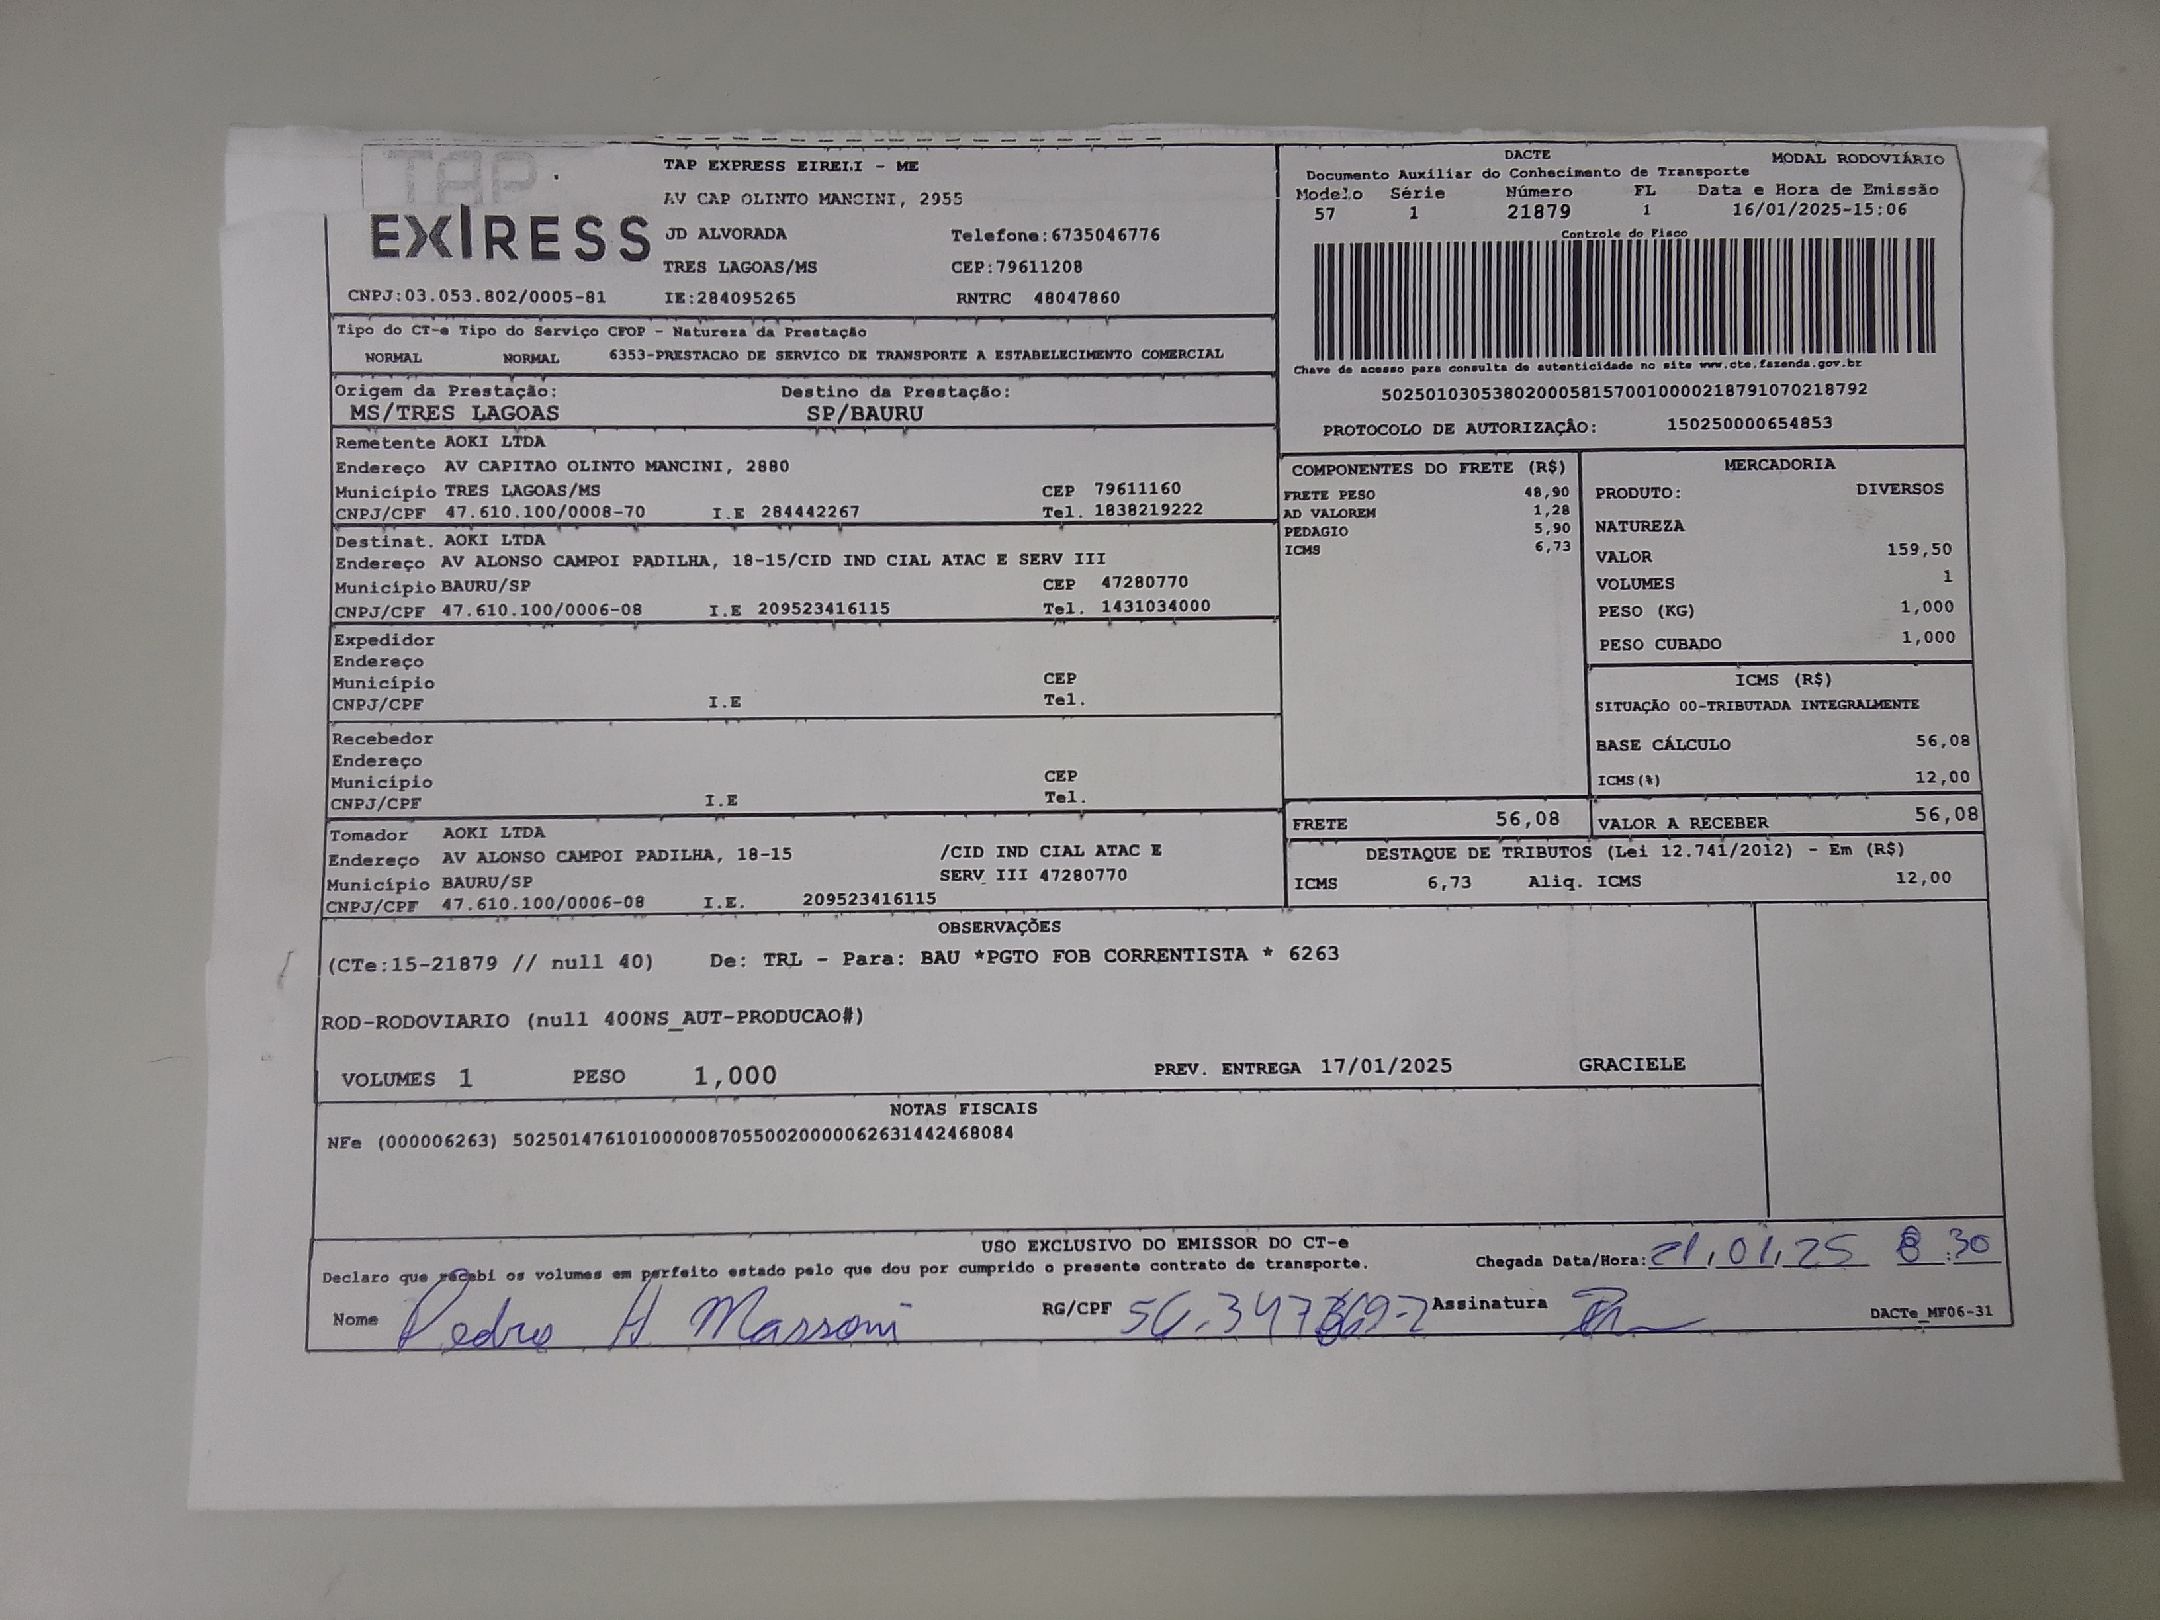 TAP
EXPRESS
TAP EXPRESS EIRELI - ME
AV CAP OLINTO MANCINI, 2955
JD ALVORADA Telefone:6735046776
TRES LAGOAS/MS CEP:79611208
CNPJ:03.053.802/0005-81 IE:284095265 RNTRC 48047860
DACTE MODAL RODOVIÁRIO
Documento Auxiliar do Conhecimento de Transporte
Modelo Série Número FL Data e Hora de Emissão
57 1 21879 1 16/01/2025-15:06
Controle do Fisco
Chave de acesso para consulta de autenticidade no site www.cte.fazenda.gov.br
50250103053802000581570010000218791070218792
PROTOCOLO DE AUTORIZAÇÃO: 150250000654853
Tipo do CT-e Tipo do Serviço CFOP - Natureza da Prestação
NORMAL NORMAL 6353-PRESTACAO DE SERVICO DE TRANSPORTE A ESTABELECIMENTO COMERCIAL
Origem da Prestação: Destino da Prestação:
MS/TRES LAGOAS SP/BAURU
Remetente AOKI LTDA
Endereço AV CAPITAO OLINTO MANCINI, 2880
Município TRES LAGOAS/MS CEP 79611160
CNPJ/CPF 47.610.100/0008-70 I.E 284442267 Tel. 1838219222
Destinat. AOKI LTDA
Endereço AV ALONSO CAMPOI PADILHA, 18-15/CID IND CIAL ATAC E SERV III
Município BAURU/SP CEP 47280770
CNPJ/CPF 47.610.100/0006-08 I.E 209523416115 Tel. 1431034000
Expedidor
Endereço
Município CEP
CNPJ/CPF I.E Tel.
Recebedor
Endereço
Município CEP
CNPJ/CPF I.E Tel.
Tomador AOKI LTDA
Endereço AV ALONSO CAMPOI PADILHA, 18-15 /CID IND CIAL ATAC E
SERV III 47280770
Município BAURU/SP
CNPJ/CPF 47.610.100/0006-08 I.E. 209523416115
COMPONENTES DO FRETE (R$)
FRETE PESO 48,90
AD VALOREM 1,28
PEDAGIO 5,90
ICMS 6,73
MERCADORIA
PRODUTO: DIVERSOS
NATUREZA
VALOR 159,50
VOLUMES 1
PESO (KG) 1,000
PESO CUBADO 1,000
ICMS (R$)
SITUAÇÃO 00-TRIBUTADA INTEGRALMENTE
BASE CÁLCULO 56,08
ICMS(%) 12,00
FRETE 56,08 VALOR A RECEBER 56,08
DESTAQUE DE TRIBUTOS (Lei 12.741/2012) - Em (R$)
ICMS 6,73 Aliq. ICMS 12,00
OBSERVAÇÕES
(CTe:15-21879 // null 40) De: TRL - Para: BAU *PGTO FOB CORRENTISTA * 6263
ROD-RODOVIARIO (null 400NS_AUT-PRODUCAO#)
VOLUMES 1 PESO 1,000 PREV. ENTREGA 17/01/2025 GRACIELE
NOTAS FISCAIS
NFe (000006263) 50250147610100000870550020000062631442468084
USO EXCLUSIVO DO EMISSOR DO CT-e
Declaro que recebi os volumes em perfeito estado pelo que dou por cumprido o presente contrato de transporte. Chegada Data/Hora: 21.01.25 8:30
Nome Pedro H Massoni RG/CPF Assinatura DACTe_MF06-31